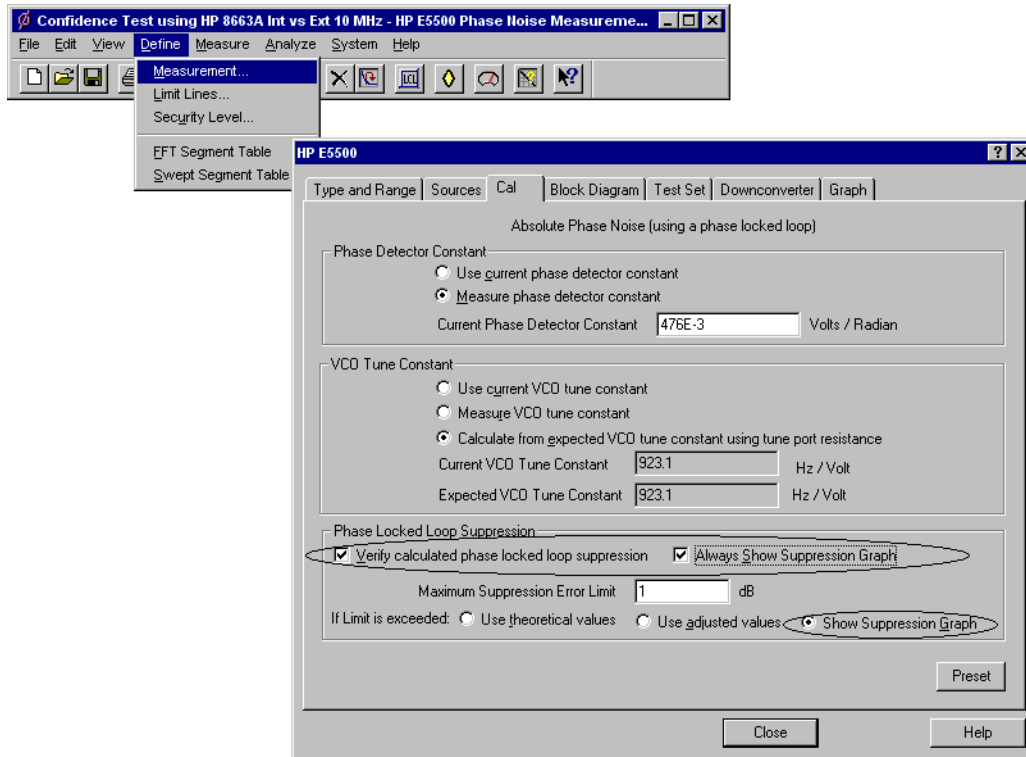 Confidence Test using HP 8663A Int vs Ext 10 MHz - HP E5500 Phase Noise Measureme...
File Edit View Define Measure Analyze System Help
Measurement...
Limit Lines...
Security Level...
FFT Segment Table
Swept Segment Table
HP E5500
Type and Range Sources Cal Block Diagram Test Set Downconverter Graph
Absolute Phase Noise (using a phase locked loop)
Phase Detector Constant
Use current phase detector constant
Measure phase detector constant
Current Phase Detector Constant 476E-3 Volts / Radian
VCO Tune Constant
Use current VCO tune constant
Measure VCO tune constant
Calculate from expected VCO tune constant using tune port resistance
Current VCO Tune Constant 923.1 Hz / Volt
Expected VCO Tune Constant 923.1 Hz / Volt
Phase Locked Loop Suppression
Verify calculated phase locked loop suppression Always Show Suppression Graph
Maximum Suppression Error Limit 1 dB
If Limit is exceeded: Use theoretical values Use adjusted values Show Suppression Graph
Preset
Close Help